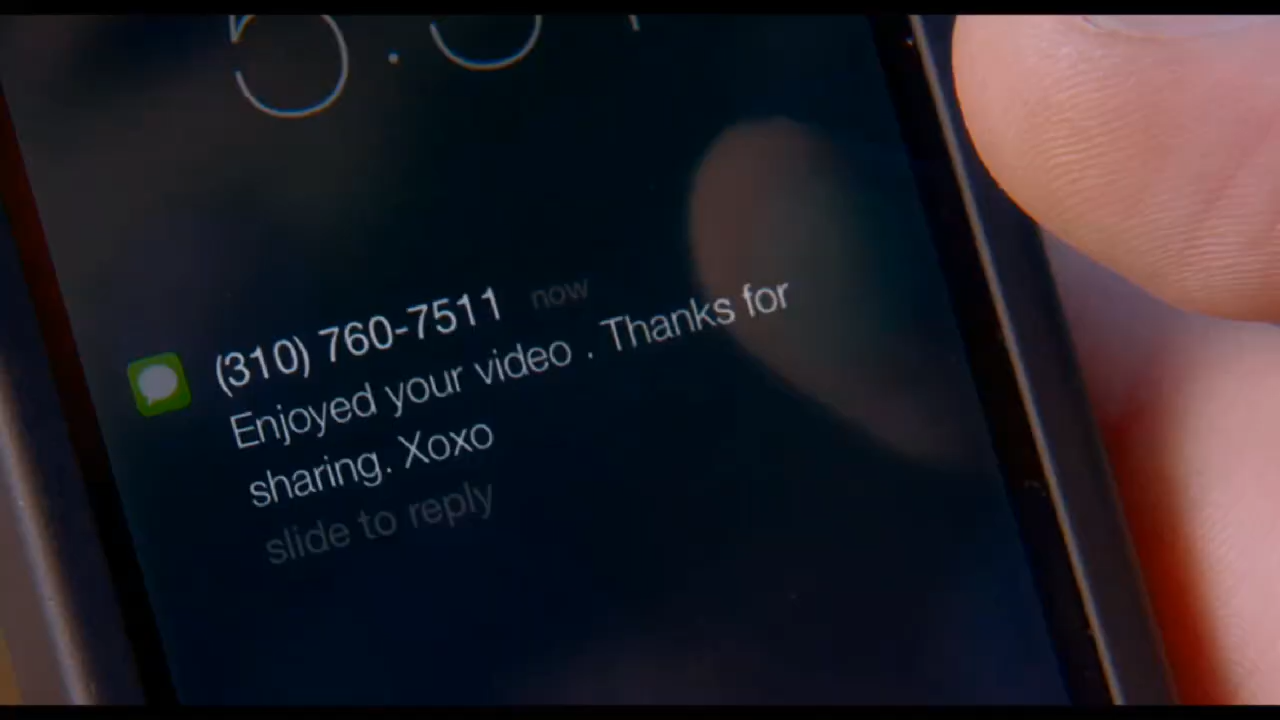 (310) 760-7511 now
Enjoyed your video . Thanks for
sharing. Xoxo
slide to reply